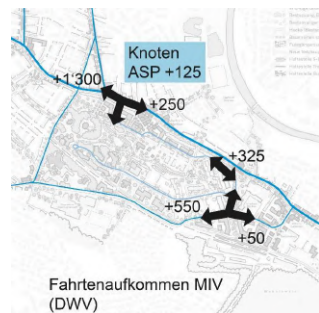 Knoten
ASP +125
+1'300
+250
+325
+550
+50
Fahrtenaufkommen MIV
(DWV)